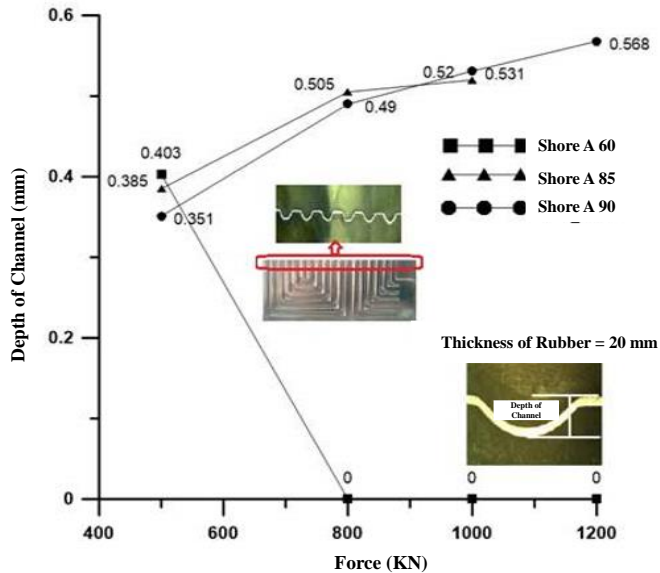 0.6
0.568
0.52
0.531
0.505
0.49
Shore A 60
0.403
0.4
Shore A 85
0.385
0.351
Shore A 90
Depth of Channel (mm)
0.2
Thickness of Rubber = 20 mm
Depth of
Channel
0
0
0
0
400
600
800
1000
1200
Force (KN)